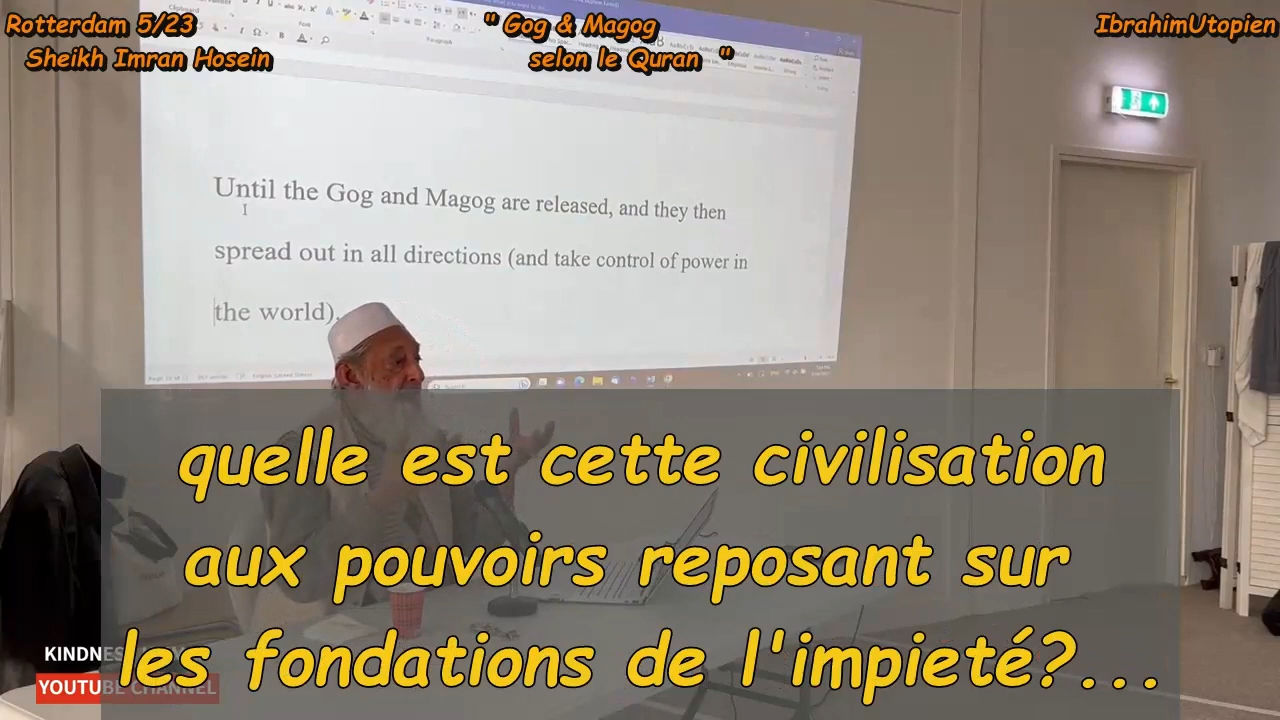 Rotterdam 5/23
Sheikh Imran Hosein
" Gog & Magog
selon le Quran "
IbrahimUtopien
Until the Gog and Magog are released, and they then
spread out in all directions (and take control of power in
the world).
quelle est cette civilisation
aux pouvoirs reposant sur
les fondations de l'impieté?...
YOUTUBE CHANNEL